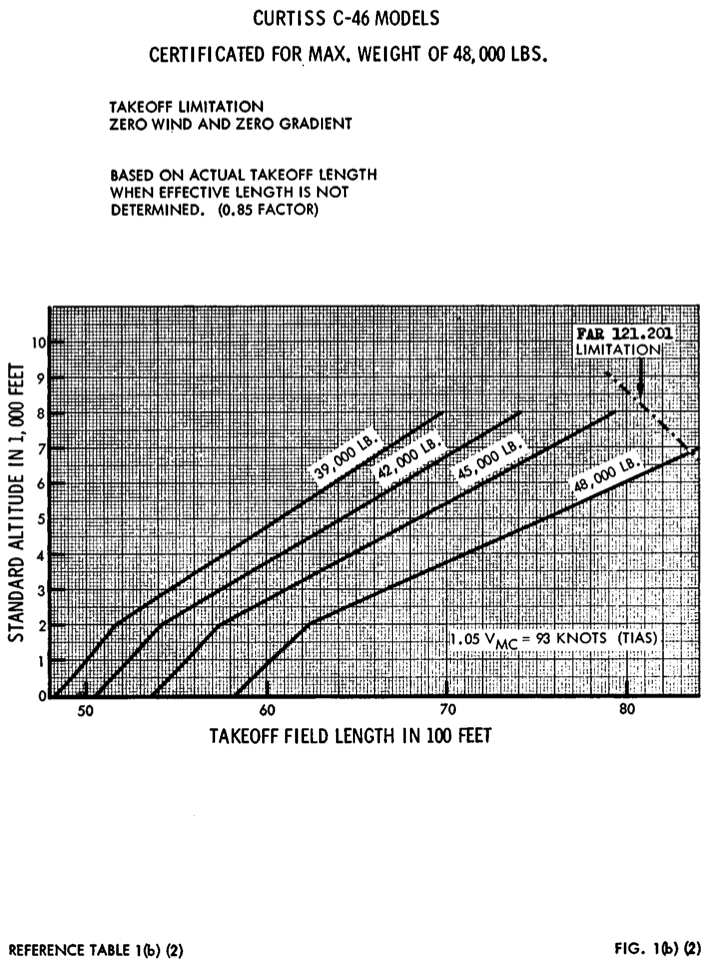 CURTISS C-46 MODELS
CERTIFICATED FOR MAX. WEIGHT OF 48,000 LBS.
TAKEOFF LIMITATION
ZERO WIND AND ZERO GRADIENT
BASED ON ACTUAL TAKEOFF LENGTH
WHEN EFFECTIVE LENGTH IS NOT
DETERMINED. (0.85 FACTOR)
STANDARD ALTITUDE IN 1,000 FEET
10
9
8
7
6
5
4
3
2
1
0
FAR 121.201
LIMITATION
39,000 LB.
42,000 LB.
45,000 LB.
48,000 LB.
1.05 VMC = 93 KNOTS (TIAS)
50 60 70 80
TAKEOFF FIELD LENGTH IN 100 FEET
REFERENCE TABLE 1(b) (2)
FIG. 1(b) (2)